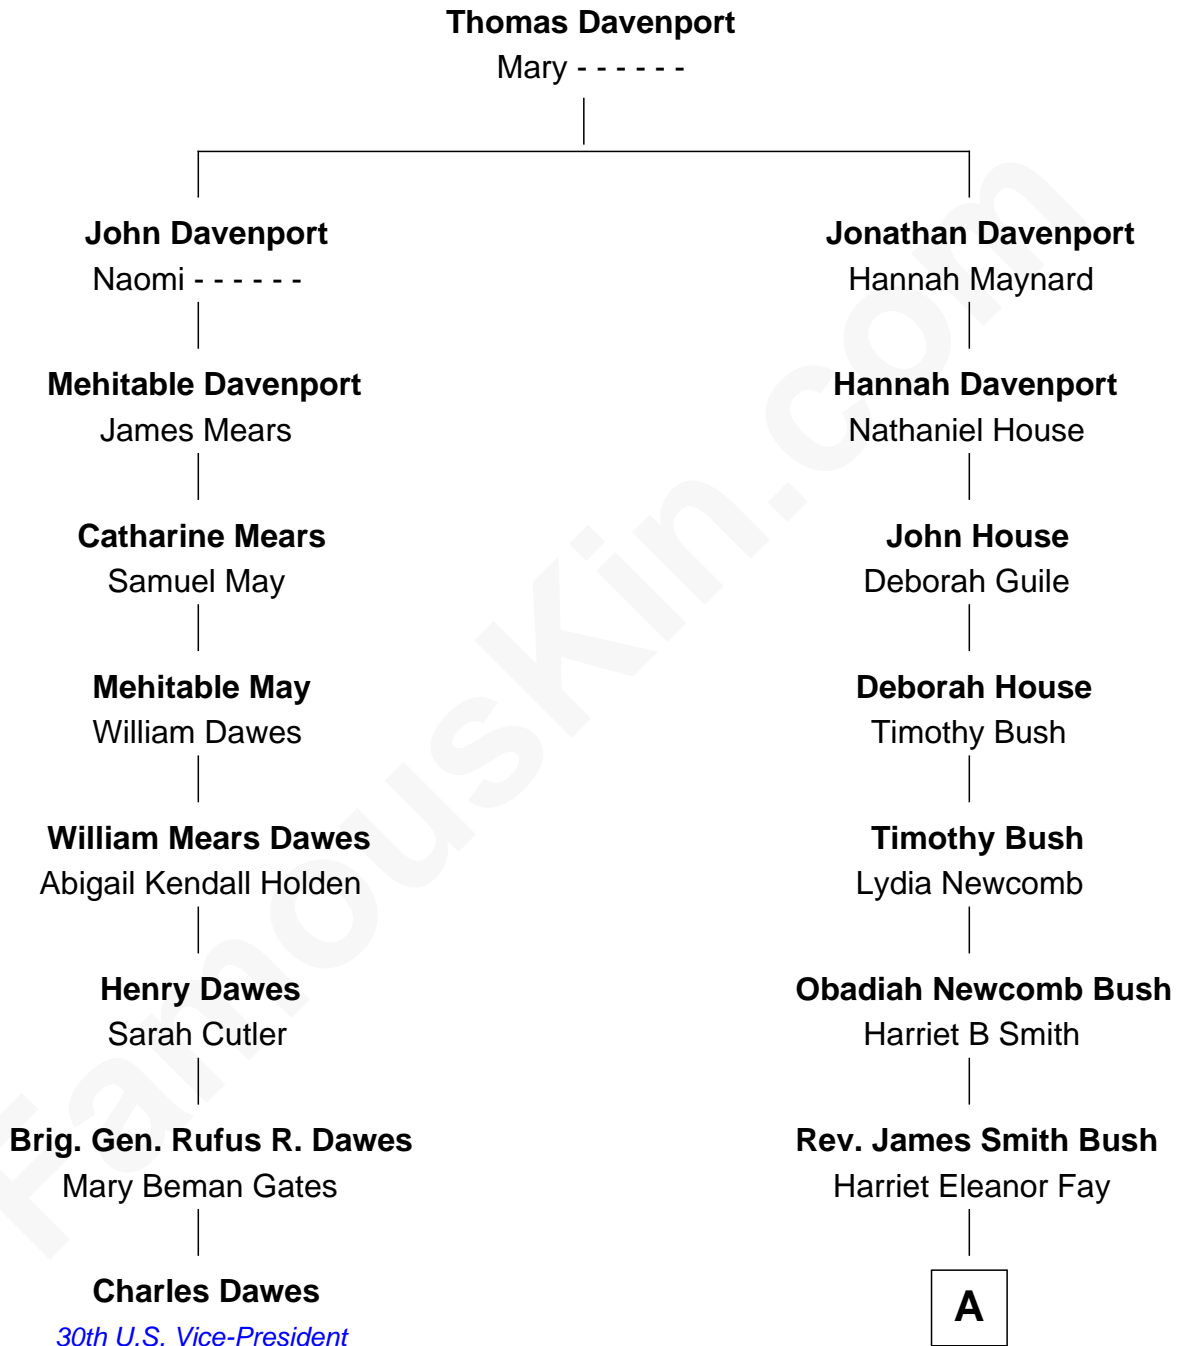 Thomas Davenport
Mary - - - - - -
John Davenport
Naomi - - - - - -
Mehitable Davenport
James Mears
Catharine Mears
Samuel May
Mehitable May
William Dawes
William Mears Dawes
Abigail Kendall Holden
Henry Dawes
Sarah Cutler
Brig. Gen. Rufus R. Dawes
Mary Beman Gates
Charles Dawes
30th U.S. Vice-President
Jonathan Davenport
Hannah Maynard
Hannah Davenport
Nathaniel House
John House
Deborah Guile
Deborah House
Timothy Bush
Timothy Bush
Lydia Newcomb
Obadiah Newcomb Bush
Harriet B Smith
Rev. James Smith Bush
Harriet Eleanor Fay
A
FamousKin.com